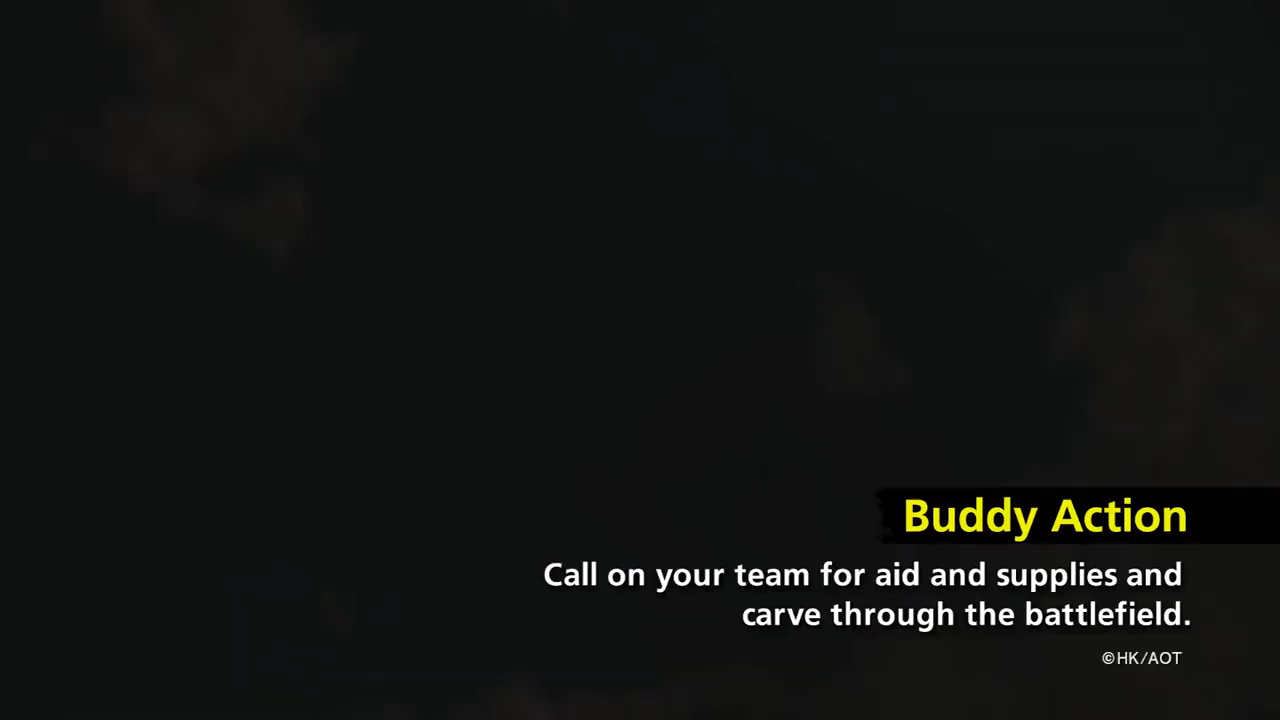 Buddy Action
Call on your team for aid and supplies and
carve through the battlefield.
©HK/AOT